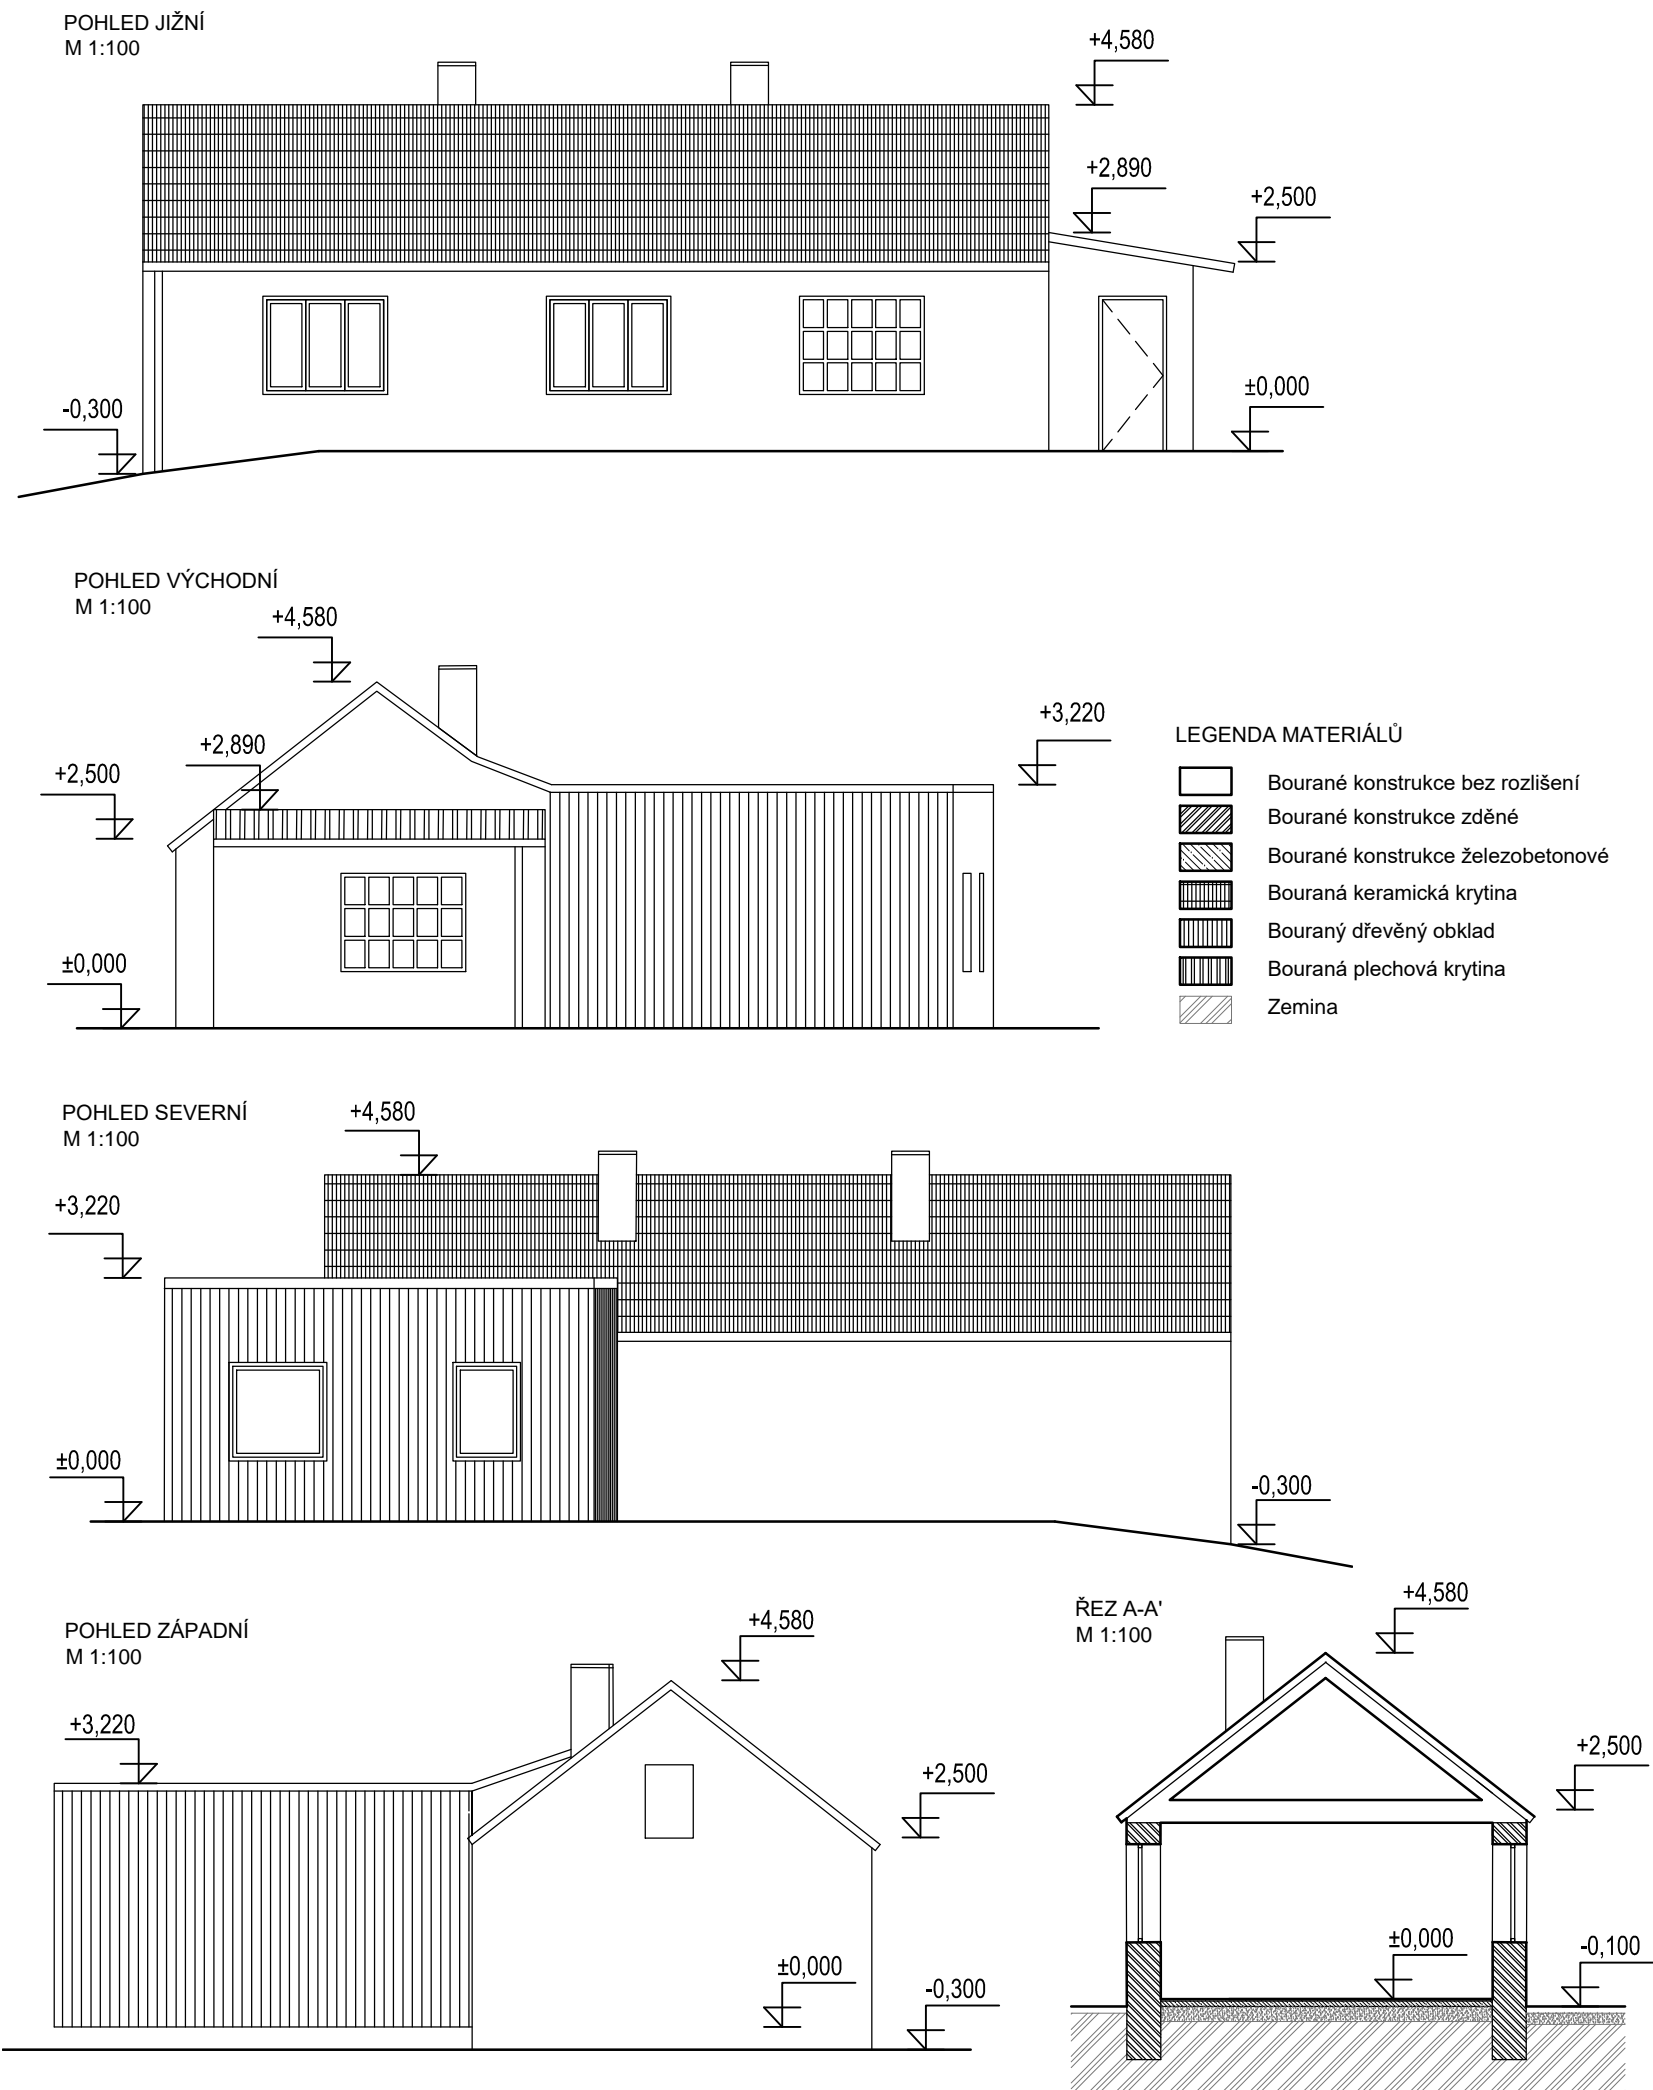 POHLED JIŽNÍ
M 1:100
+4,580
+2,890
+2,500
±0,000
-0,300
POHLED VÝCHODNÍ
M 1:100
+4,580
+2,890
+2,500
±0,000
+3,220
LEGENDA MATERIÁLŮ
Bourané konstrukce bez rozlišení
Bourané konstrukce zděné
Bourané konstrukce železobetonové
Bouraná keramická krytina
Bouraný dřevěný obklad
Bouraná plechová krytina
Zemina
POHLED SEVERNÍ
M 1:100
+4,580
+3,220
±0,000
-0,300
POHLED ZÁPADNÍ
M 1:100
+4,580
+3,220
+2,500
±0,000
-0,300
ŘEZ A-A'
M 1:100
+4,580
+2,500
±0,000
-0,100